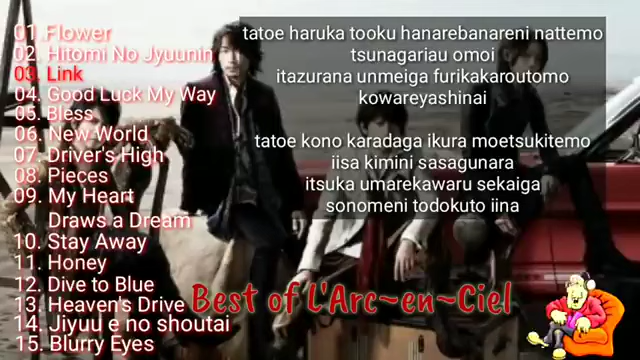 01.Flower
02. Hitomi No Jyuunin
03. Link
04. Good Luck My Way
05. Bless
06. New World
07. Driver's High
08. Pieces
09. My Heart
Draws a Dream
10. Stay Away
11. Honey
12. Dive to Blue
13. Heaven's Drive
14. Jiyuu e no shoutai
15. Blurry Eyes
tatoe haruka tooku hanarebanareni nattemo
tsunagariau omoi
itazurana unmeiga furikakaroutomo
kowareyashinai
tatoe kono karadaga ikura moetsukitemo
iisa kimini sasagunara
itsuka umarekawaru sekaiga
sonomeni todokuto iina
Best of L'Arc~en~Ciel